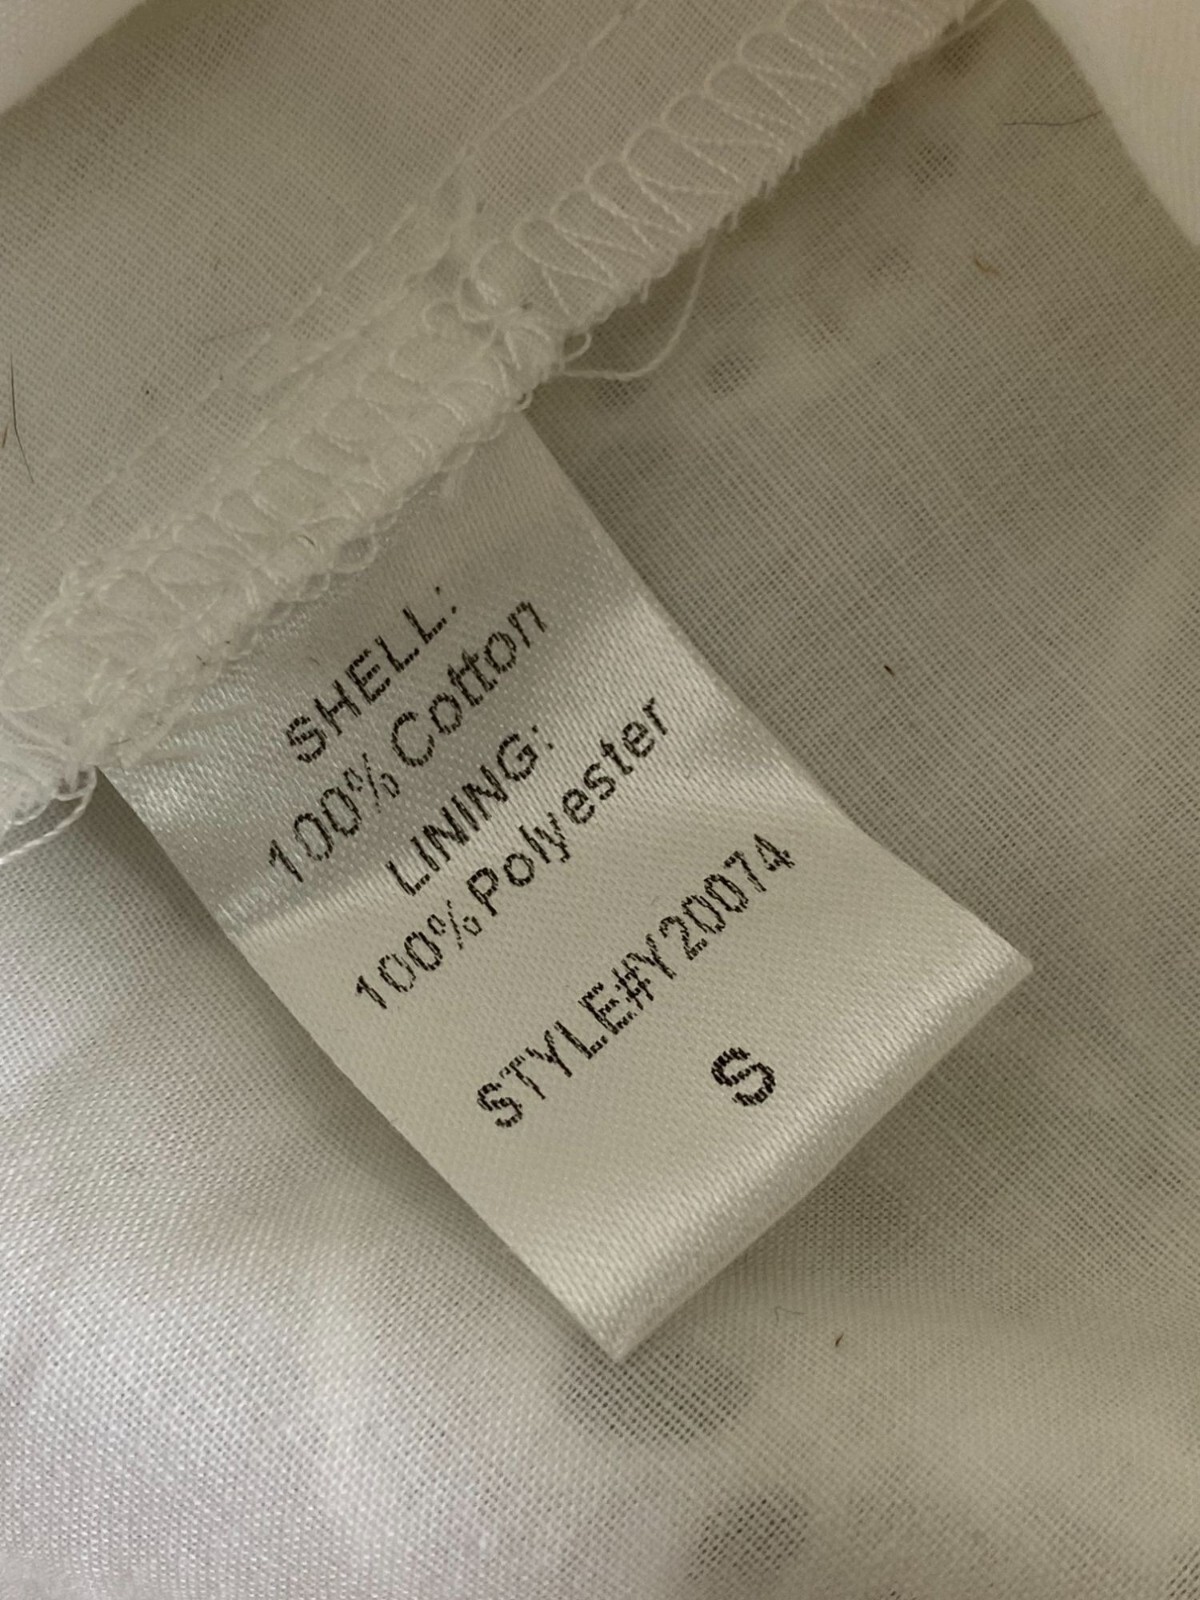 SHELL:
100% Cotton
LINING:
100% Polyester
STYLE#Y20074
S